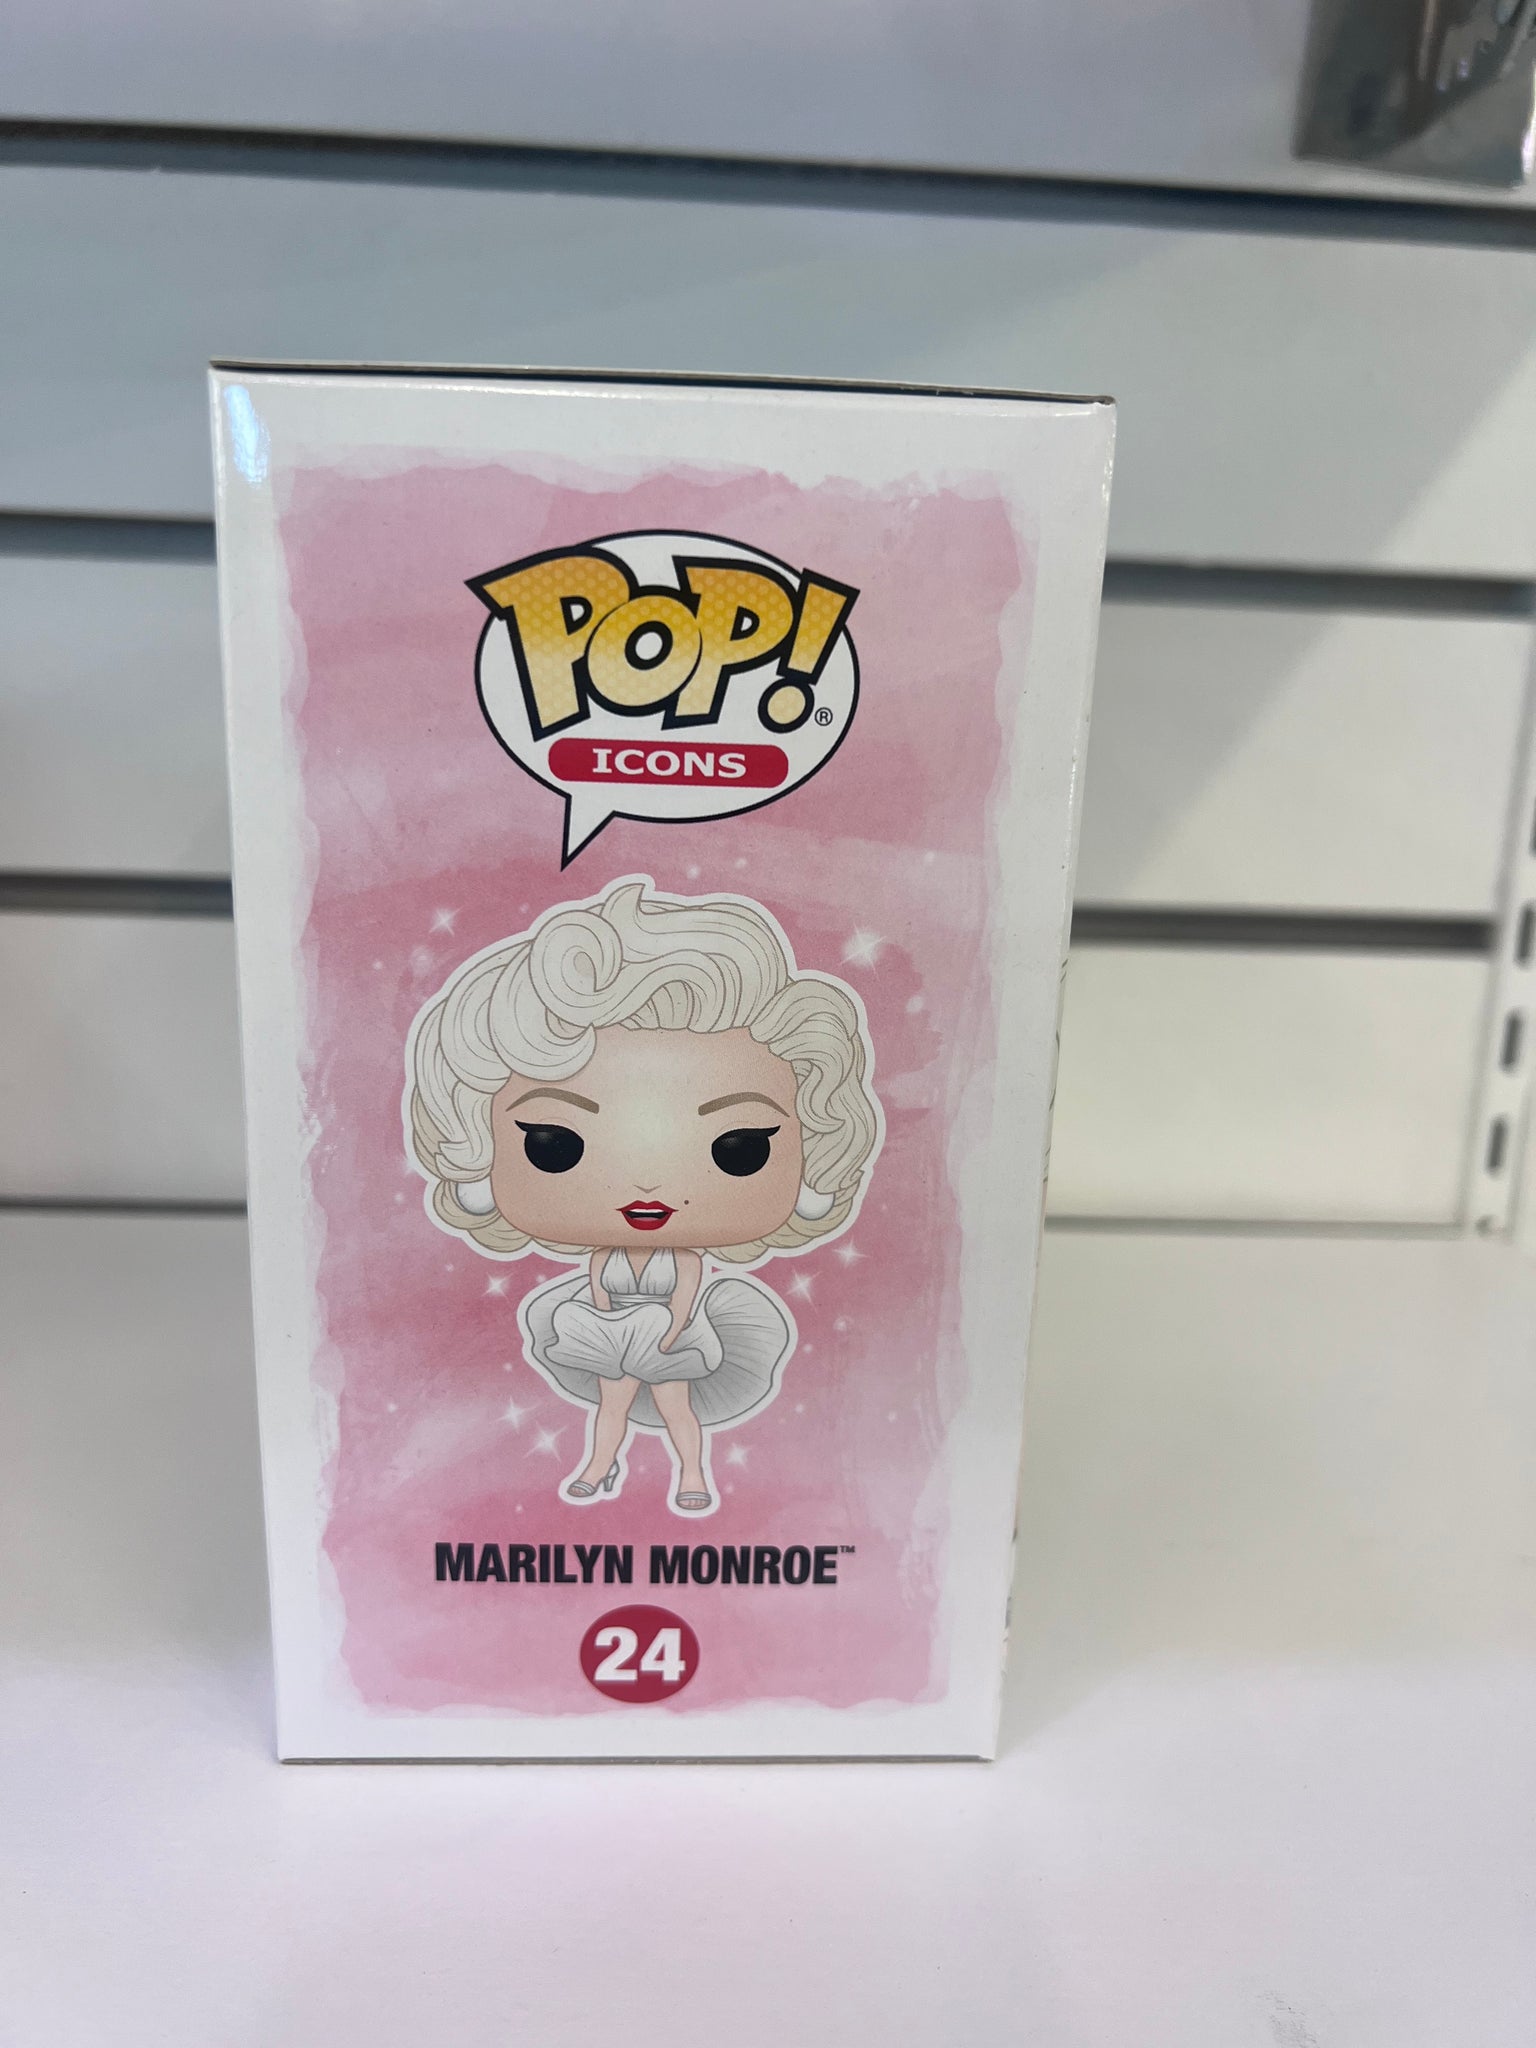 POP! ®
ICONS
MARILYN MONROE™
24